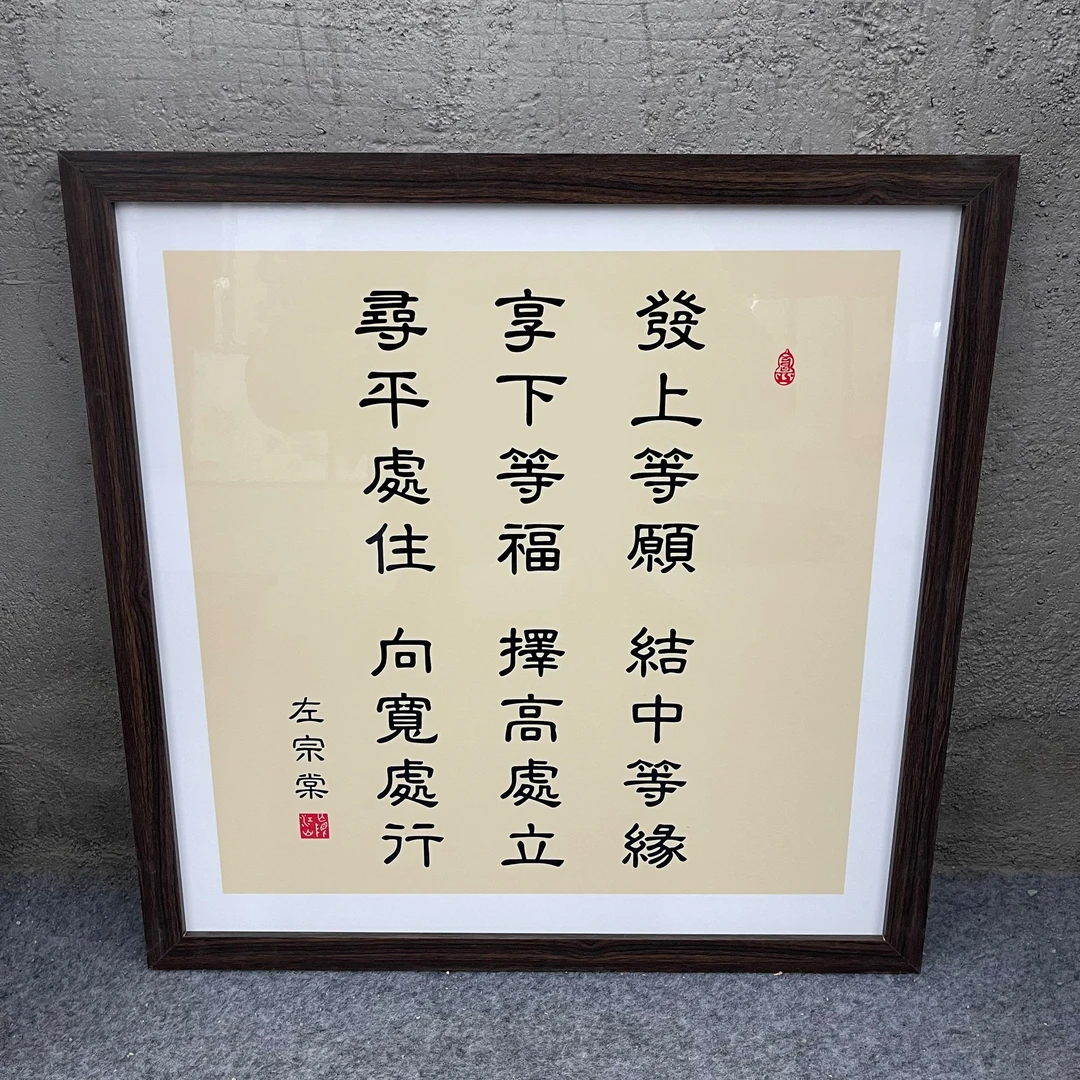 發上等願 結中等緣
享下等福 擇高處立
尋平處住 向寬處行
左宗棠